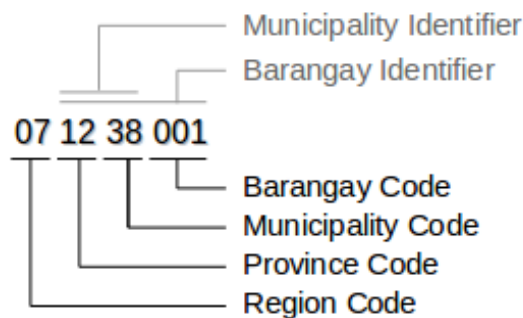 Municipality Identifier
Barangay Identifier
07 12 38 001
Barangay Code
Municipality Code
Province Code
Region Code